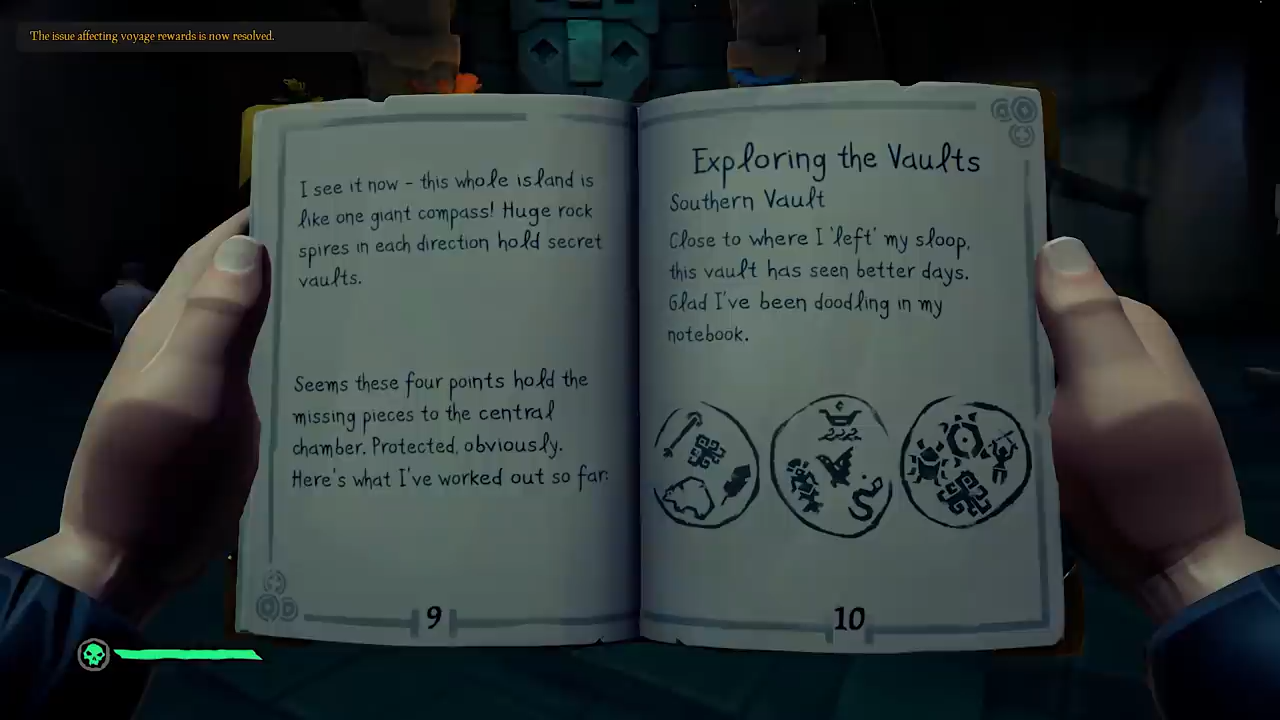 The issue affecting voyage rewards is now resolved.
I see it now - this whole island is
like one giant compass! Huge rock
spires in each direction hold secret
vaults.
Seems these four points hold the
missing pieces to the central
chamber. Protected, obviously.
Here's what I've worked out so far:
9
Exploring the Vaults
Southern Vault
Close to where I 'left' my sloop,
this vault has seen better days.
Glad I've been doodling in my
notebook.
10